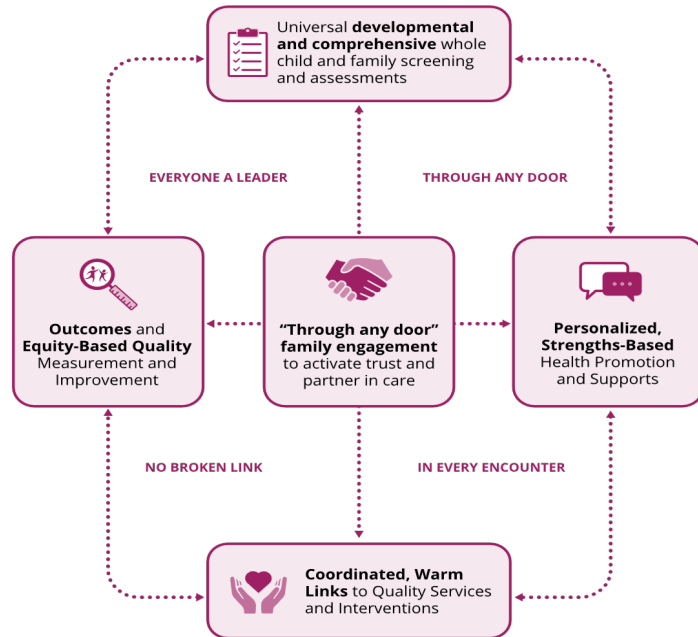 Universal developmental
and comprehensive whole
child and family screening
and assessments
EVERYONE A LEADER
THROUGH ANY DOOR
Outcomes and
Equity-Based Quality
Measurement and
Improvement
“Through any door”
family engagement
to activate trust and
partner in care
Personalized,
Strengths-Based
Health Promotion
and Supports
NO BROKEN LINK
IN EVERY ENCOUNTER
Coordinated, Warm
Links to Quality Services
and Interventions